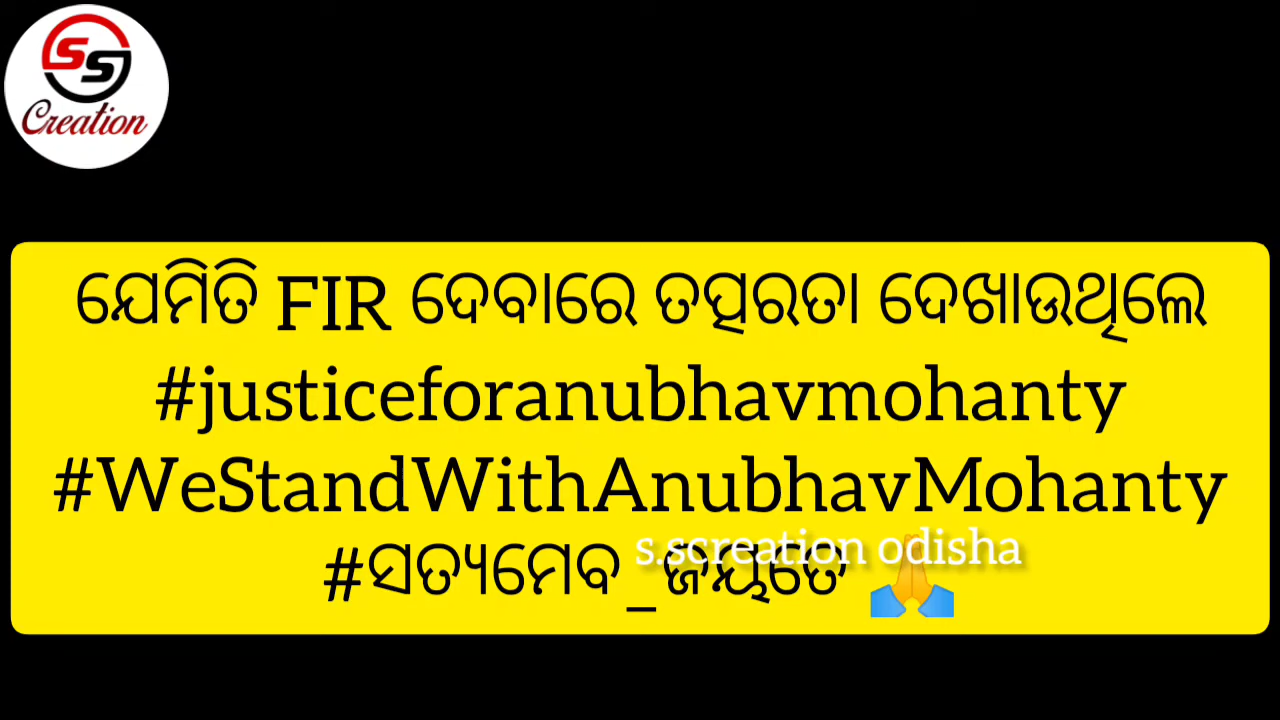 SS
Creation
ଯେମିତି FIR ଦେବାରେ ତତ୍ପରତା ଦେଖାଉଥିଲେ
#justiceforanubhavmohanty
#WeStandWithAnubhavMohanty
s.screation odisha
#ସତ୍ୟମେବ_ଜୟତେ 🙏